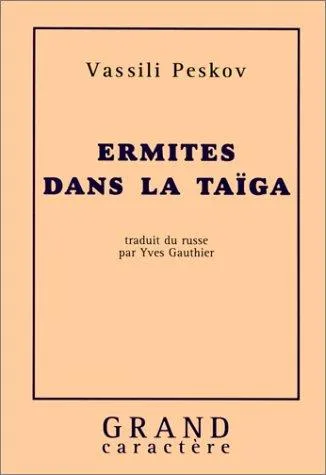 Vassili Peskov
ERMITES
DANS LA TAÏGA
traduit du russe
par Yves Gauthier
GRAND
caractère